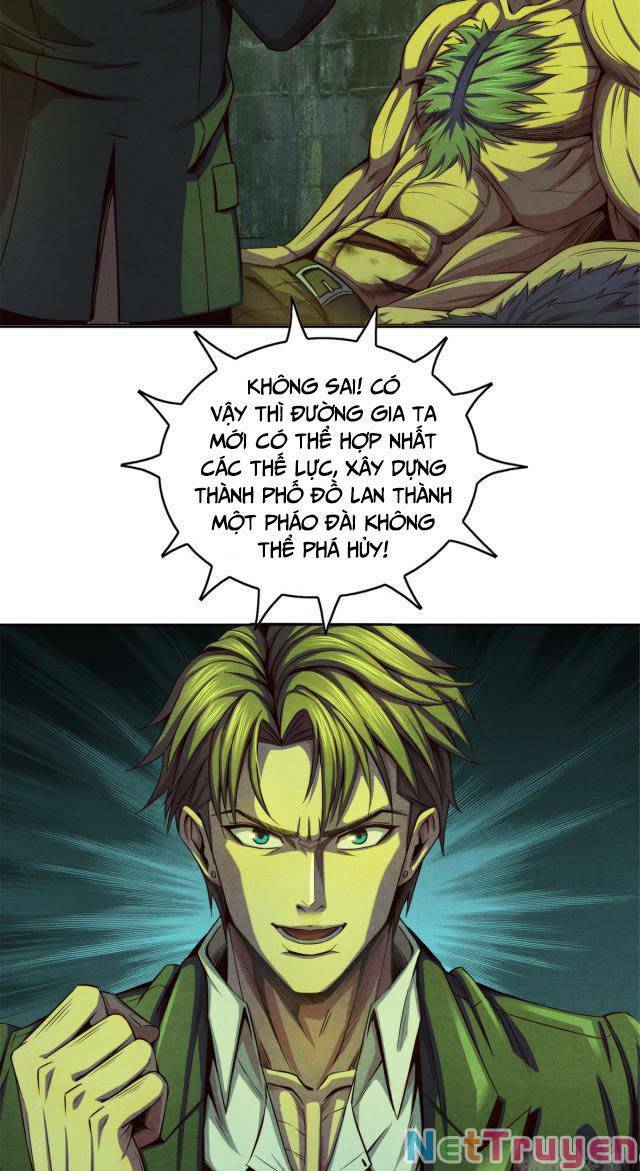 KHÔNG SAI! CÓ
VẬY THÌ ĐƯỜNG GIA TA
MỚI CÓ THỂ HỢP NHẤT
CÁC THẾ LỰC, XÂY DỰNG
THÀNH PHỐ ĐỒ LAN THÀNH
MỘT PHÁO ĐÀI KHÔNG
THỂ PHÁ HỦY!
NETTRUYEN